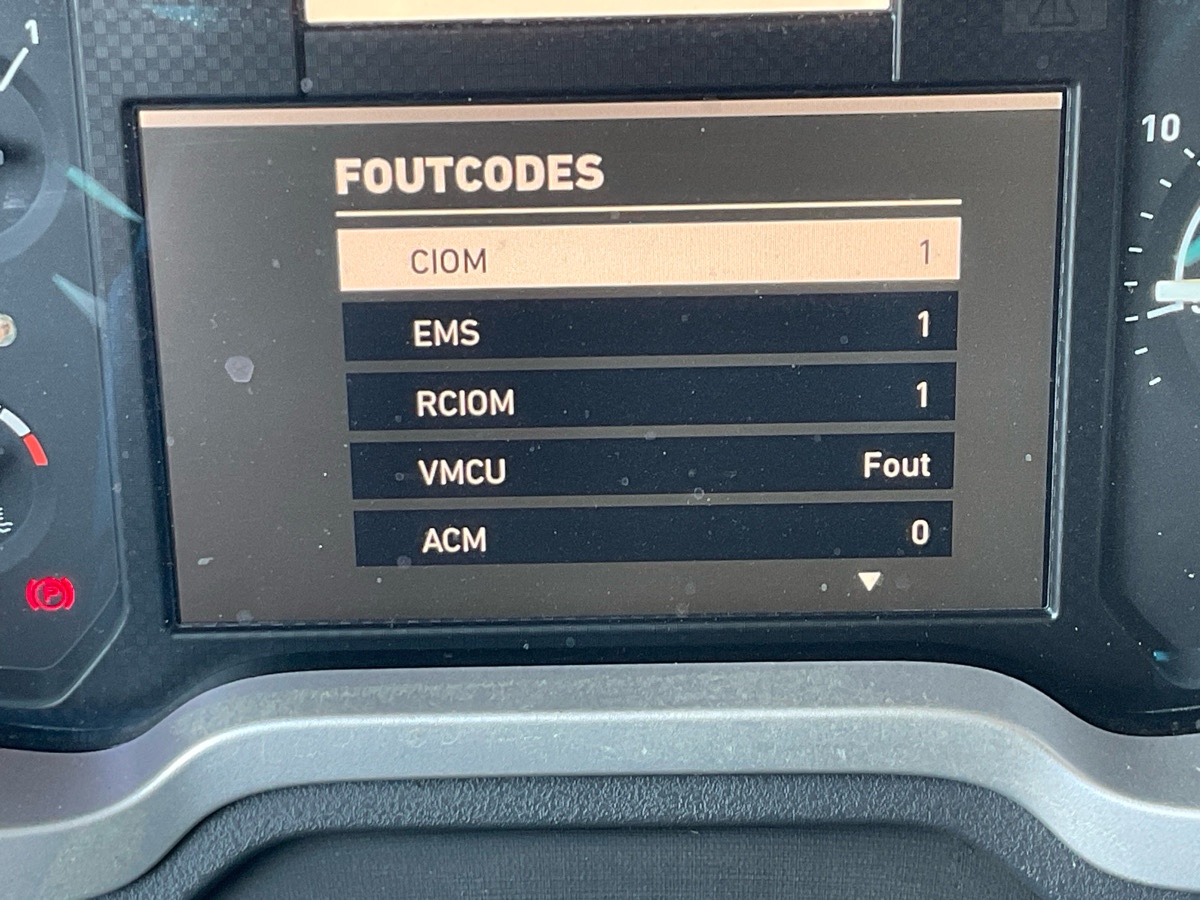 1
10
FOUTCODES
CIOM 1
EMS 1
RCIOM 1
VMCU Fout
ACM 0
P